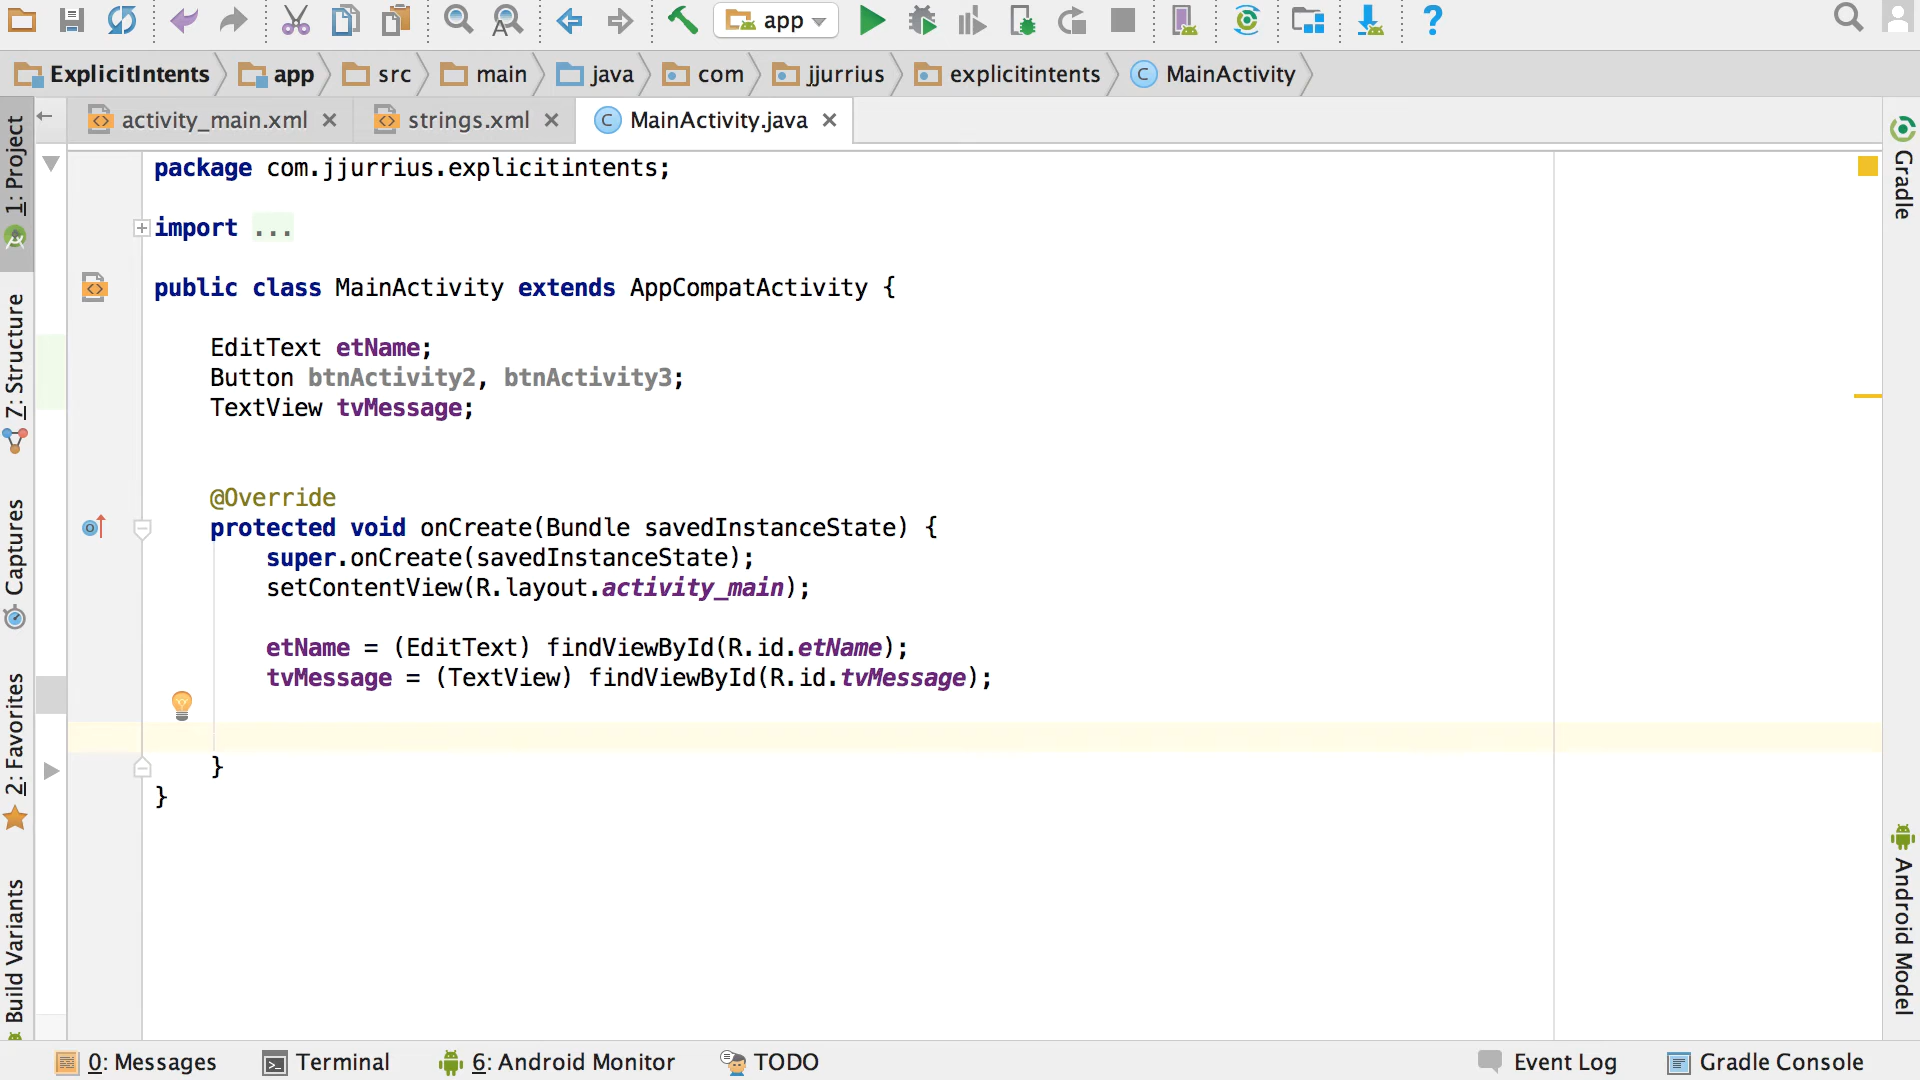 app
ExplicitIntents app src main java com jjurrius explicitintents MainActivity
activity_main.xml strings.xml MainActivity.java
package com.jjurrius.explicitintents;
import ...
public class MainActivity extends AppCompatActivity {
EditText etName;
Button btnActivity2, btnActivity3;
TextView tvMessage;
@Override
protected void onCreate(Bundle savedInstanceState) {
super.onCreate(savedInstanceState);
setContentView(R.layout.activity_main);
etName = (EditText) findViewById(R.id.etName);
tvMessage = (TextView) findViewById(R.id.tvMessage);
}
}
1: Project
7: Structure
Captures
2: Favorites
Build Variants
Gradle
Android Model
0: Messages Terminal 6: Android Monitor TODO Event Log Gradle Console